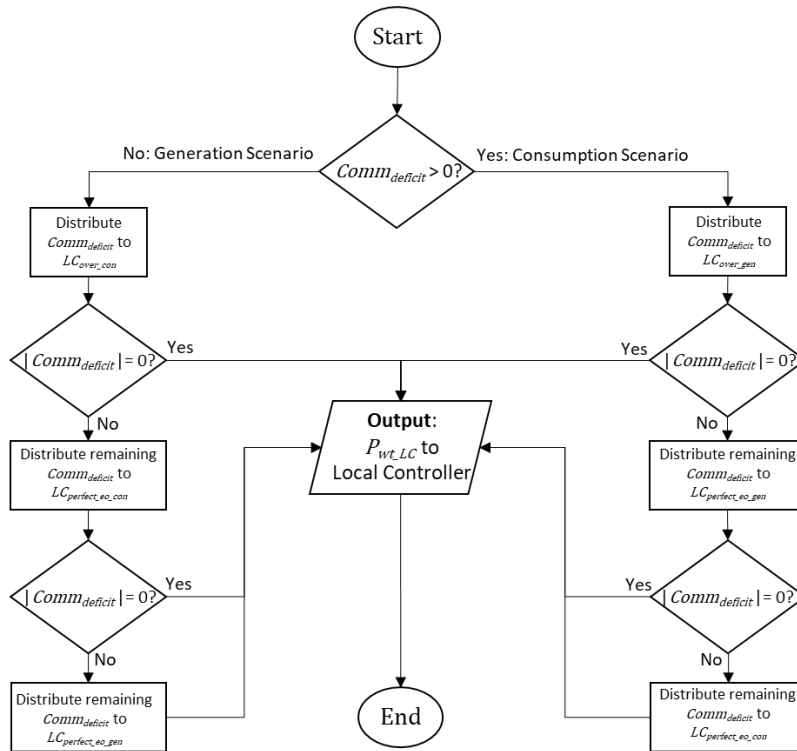 Start
No: Generation Scenario
Yes: Consumption Scenario
Comm_deficit > 0?
Distribute
Comm_deficit to
LC_over_con
Distribute
Comm_deficit to
LC_over_gen
|Comm_deficit| = 0?
Yes
Yes
|Comm_deficit| = 0?
No
No
Output:
P_wt_LC to
Local Controller
Distribute remaining
Comm_deficit to
LC_perfect_eo_con
Distribute remaining
Comm_deficit to
LC_perfect_eo_gen
|Comm_deficit| = 0?
Yes
Yes
|Comm_deficit| = 0?
No
No
Distribute remaining
Comm_deficit to
LC_perfect_eo_gen
End
Distribute remaining
Comm_deficit to
LC_perfect_eo_con